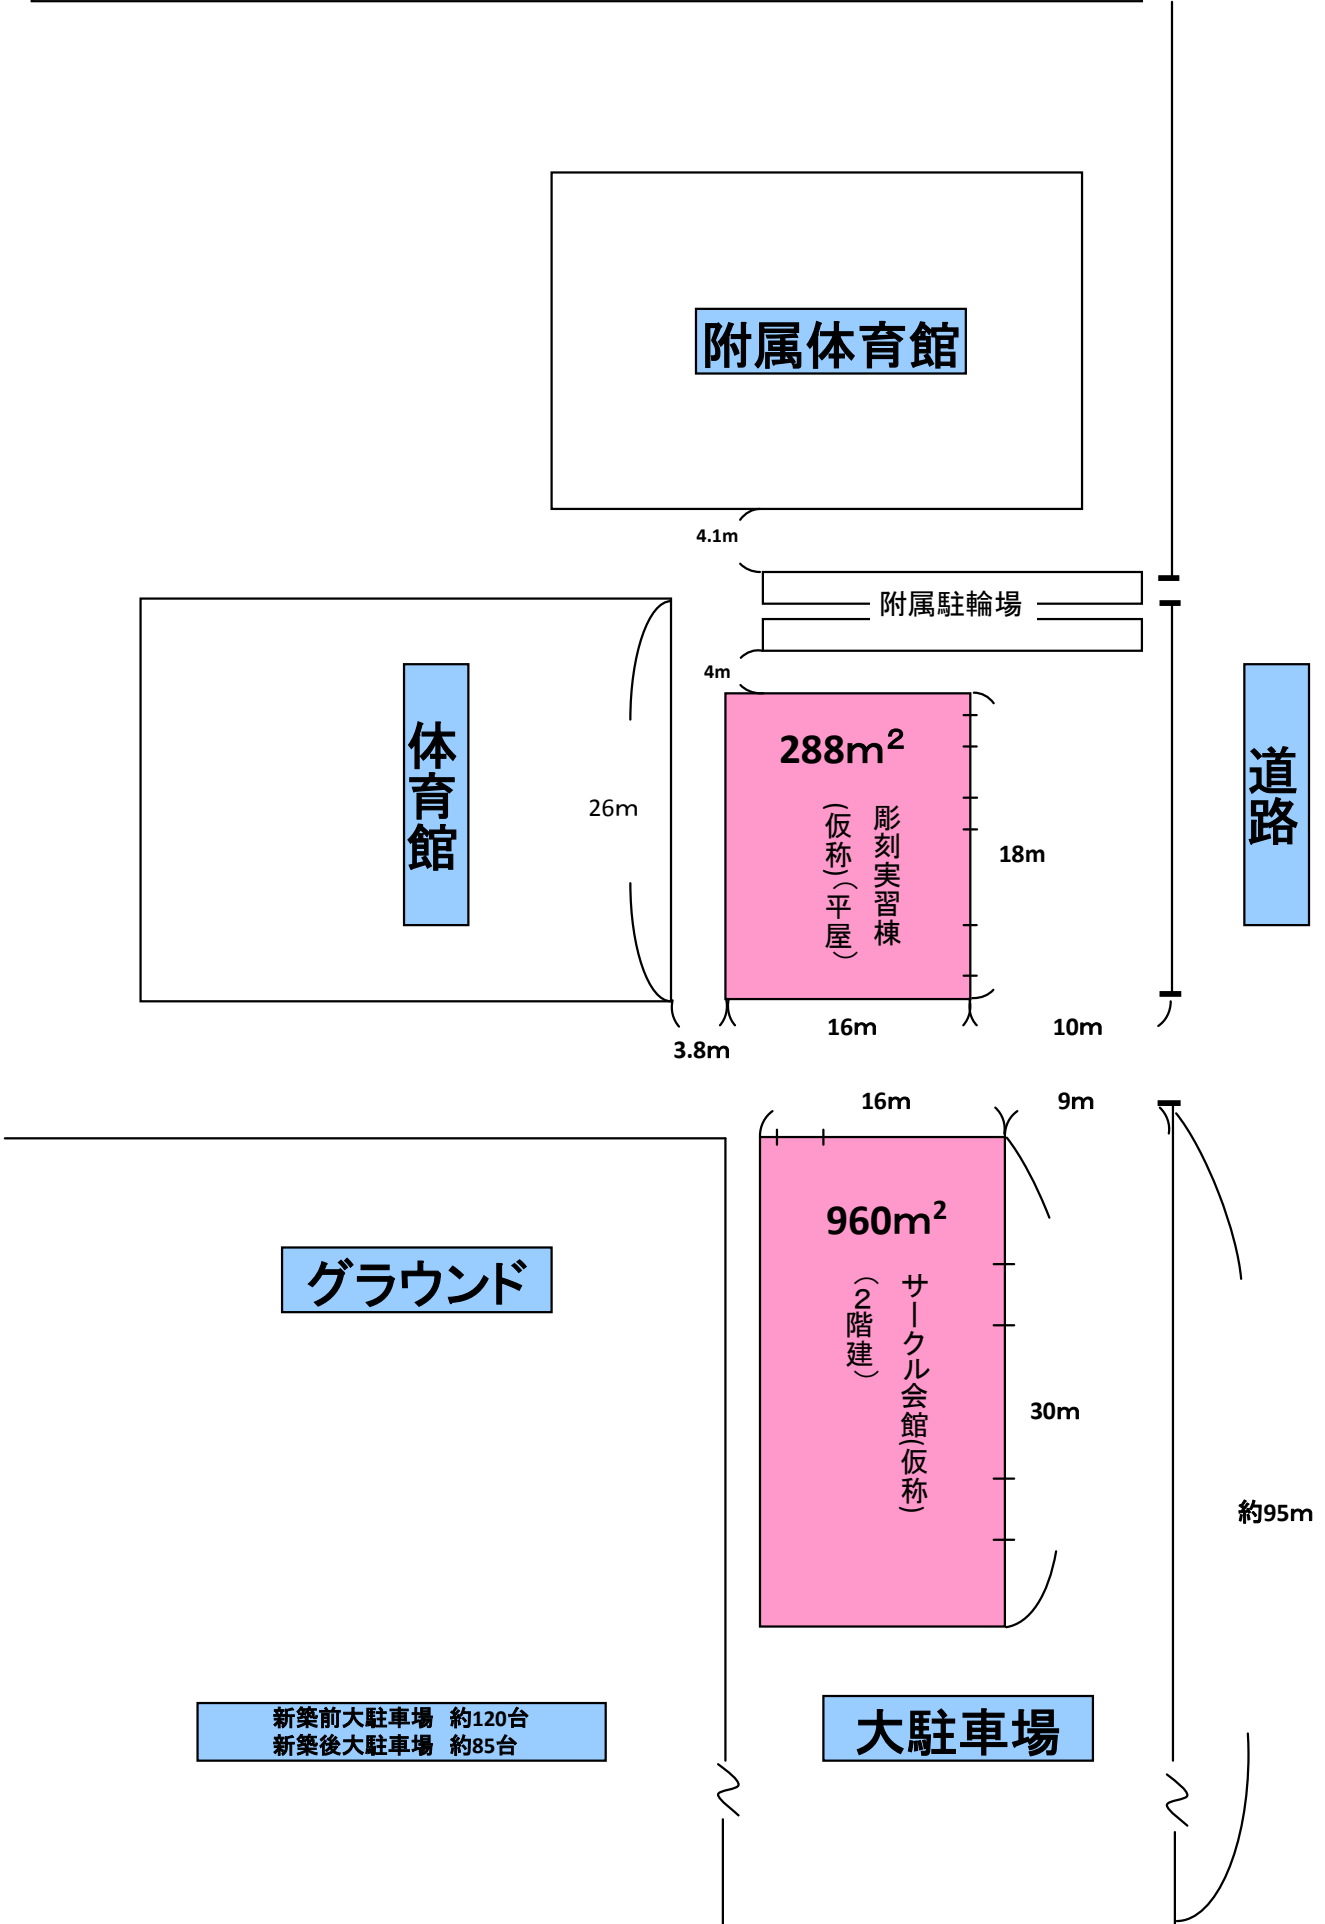 附属体育館
4.1m
附属駐輪場
4m
体育館
26m
288m²
彫刻実習棟
(仮称)(平屋)
18m
道路
3.8m
16m
10m
16m
9m
960m²
サークル会館(仮称)
(2階建)
30m
グラウンド
約95m
新築前大駐車場 約120台
新築後大駐車場 約85台
大駐車場